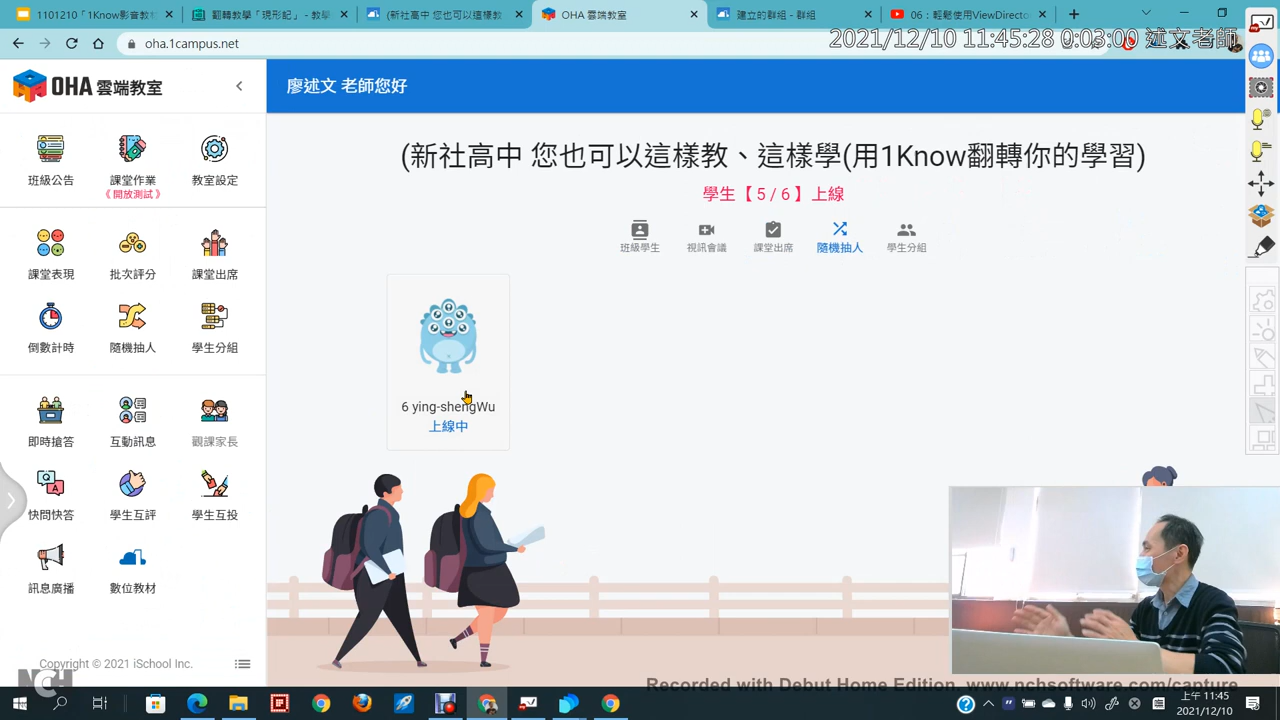 1101210「1Know影音教材
翻轉教學「現形記」- 教學
(新社高中 您也可以這樣教
OHA 雲端教室
建立的群組 - 群組
06：輕鬆使用ViewDirecto
oha.1campus.net
2021/12/10 11:45:28 0:03:00 述文老師
OHA 雲端教室
廖述文 老師您好
班級公告
課堂作業
教室設定
《 開放測試 》
課堂表現
批次評分
課堂出席
倒數計時
隨機抽人
學生分組
即時搶答
互動訊息
觀課家長
快問快答
學生互評
學生互投
訊息廣播
數位教材
Copyright © 2021 iSchool Inc.
(新社高中 您也可以這樣教、這樣學(用1Know翻轉你的學習)
學生【 5 / 6 】上線
班級學生
視訊會議
課堂出席
隨機抽人
學生分組
6 ying-shengWu
上線中
NCH
Recorded with Debut Home Edition. www.nchsoftware.com/capture
上午 11:45
2021/12/10